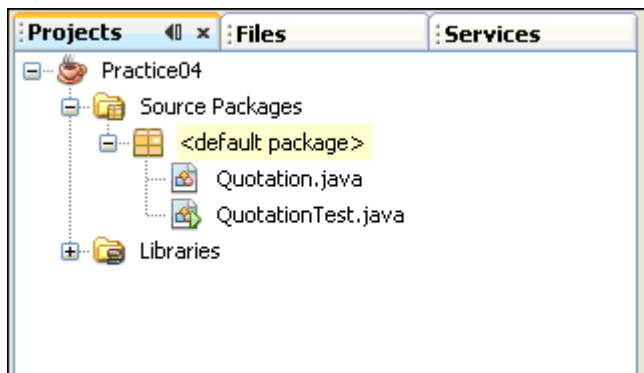 Projects Files Services
Practice04
Source Packages
<default package>
Quotation.java
QuotationTest.java
Libraries